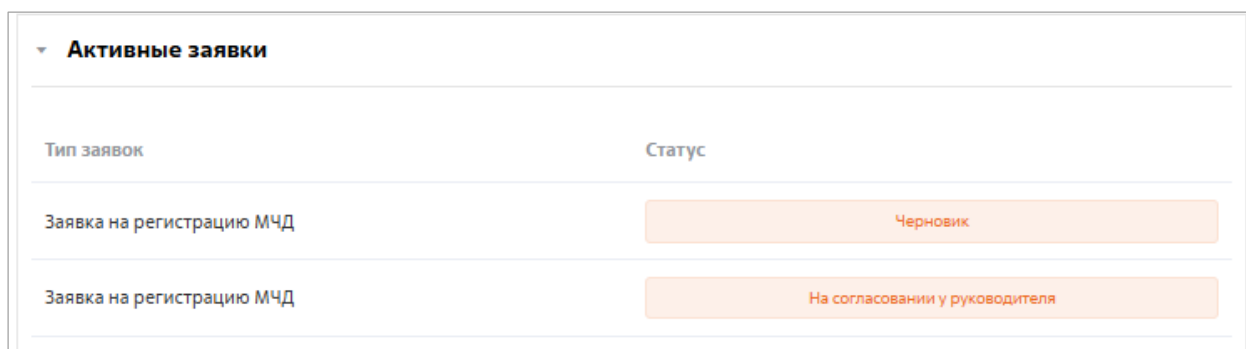 Активные заявки
Тип заявок Статус
Заявка на регистрацию МЧД Черновик
Заявка на регистрацию МЧД На согласовании у руководителя